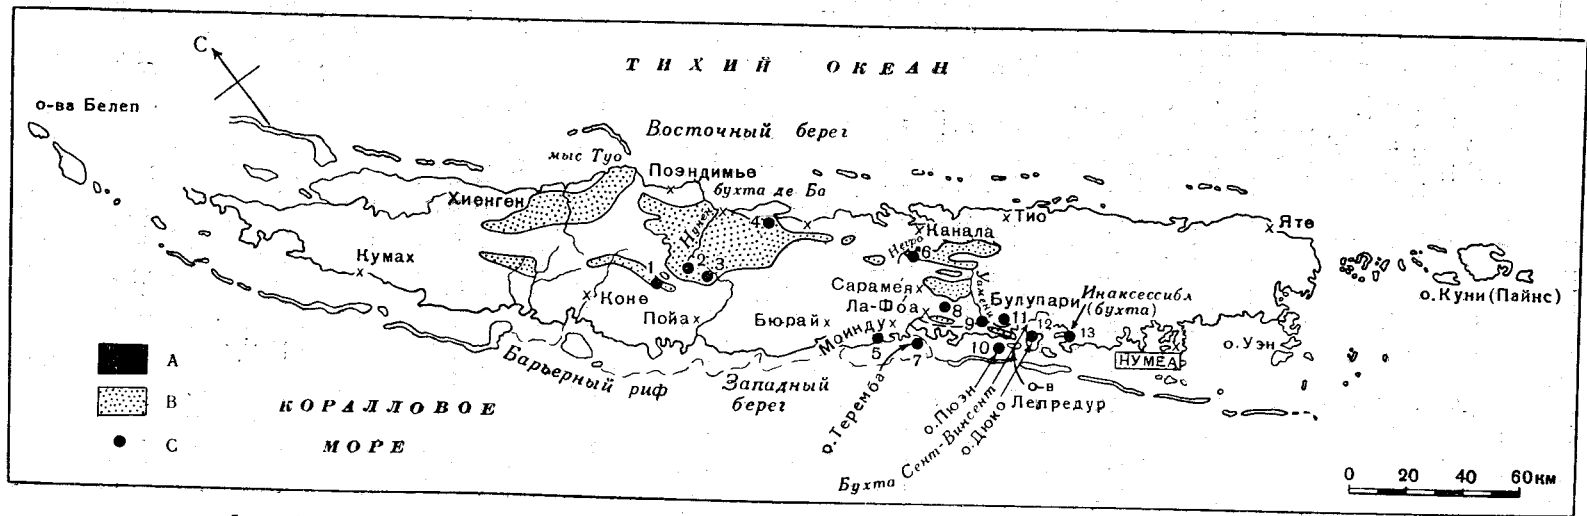 С
ТИХИЙ ОКЕАН
о-ва Белеп
Восточный берег
мыс Туо
Поэндимье
бухта де Ба
Хиенген
Тио
Яте
Канала
4
Негро
6
Кумах
1
2
3
Коне
о. Куни (Пайнс)
Сарамея
Ла-Фоа
Булупари
Инаксессибл
(бухта)
Пойа
Бюрай
Моинду
8
9
11
12
13
5
7
10
о. Уэн
НУМЕА
Барьерный риф
Западный
берег
о-в
Лепредур
о. Теремба
о. Пюэн
Бухта Сент-Винсент
о. Дюко
A
B
C
КОРАЛЛОВОЕ
МОРЕ
0 20 40 60 км